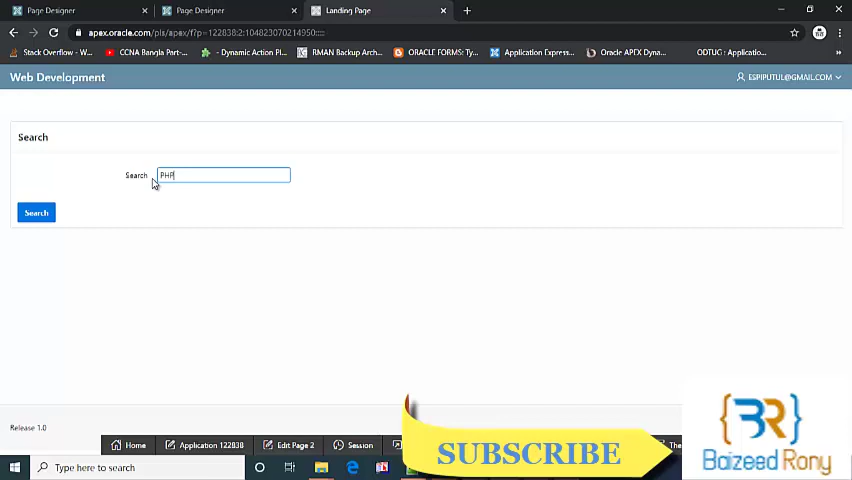 Page Designer
Page Designer
Landing Page
apex.oracle.com/pls/apex/f?p=122838:2:104823070214950::::
Stack Overflow - W...
CCNA Bangla Part-...
- Dynamic Action Pl...
RMAN Backup Arch...
ORACLE FORMS: Ty...
Application Express...
Oracle APEX Dyna...
ODTUG : Applicatio...
Web Development
ESPIPUTUL@GMAIL.COM
Search
Search PHP
Search
Release 1.0
Home
Application 122838
Edit Page 2
Session
The
SUBSCRIBE
BR
Baizeed Rony
Type here to search